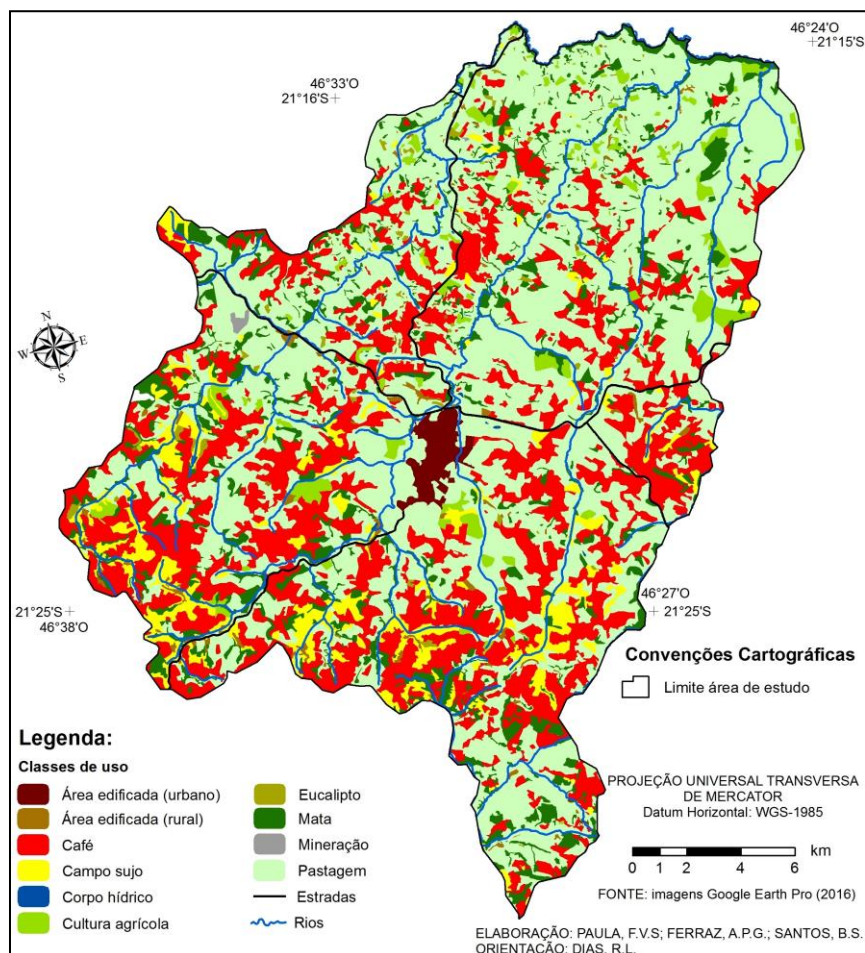 46°24'O
21°15'S
46°33'O
21°16'S
N
W
E
S
46°27'O
21°25'S
21°25'S
46°38'O
Convenções Cartográficas
Limite área de estudo
Legenda:
Classes de uso
Área edificada (urbano)
Área edificada (rural)
Café
Campo sujo
Corpo hídrico
Cultura agrícola
Eucalipto
Mata
Mineração
Pastagem
Estradas
Rios
PROJEÇÃO UNIVERSAL TRANSVERSA
DE MERCATOR
Datum Horizontal: WGS-1985
0 1 2 4 6 km
FONTE: imagens Google Earth Pro (2016)
ELABORAÇÃO: PAULA, F.V.S; FERRAZ, A.P.G.; SANTOS, B.S.
ORIENTAÇÃO: DIAS, R.L.